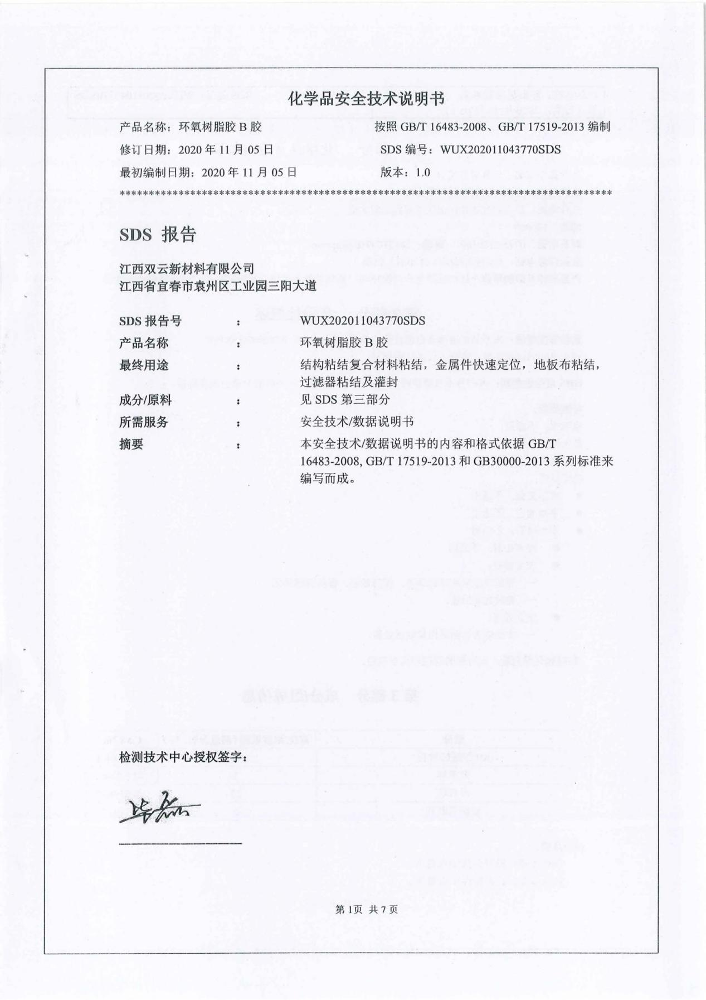 化学品安全技术说明书
产品名称：环氧树脂胶 B 胶
按照 GB/T 16483-2008、GB/T 17519-2013 编制
修订日期：2020 年 11 月 05 日
SDS 编号：WUX202011043770SDS
最初编制日期：2020 年 11 月 05 日
版本：1.0
SDS 报告
江西双云新材料有限公司
江西省宜春市袁州区工业园三阳大道
SDS 报告号 : WUX202011043770SDS
产品名称 : 环氧树脂胶 B 胶
最终用途 : 结构粘结复合材料粘结，金属件快速定位，地板布粘结，
过滤器粘结及灌封
成分/原料 : 见 SDS 第三部分
所需服务 : 安全技术/数据说明书
摘要 : 本安全技术/数据说明书的内容和格式依据 GB/T
16483-2008, GB/T 17519-2013 和 GB30000-2013 系列标准来
编写而成。
检测技术中心授权签字：
第 1页 共 7 页